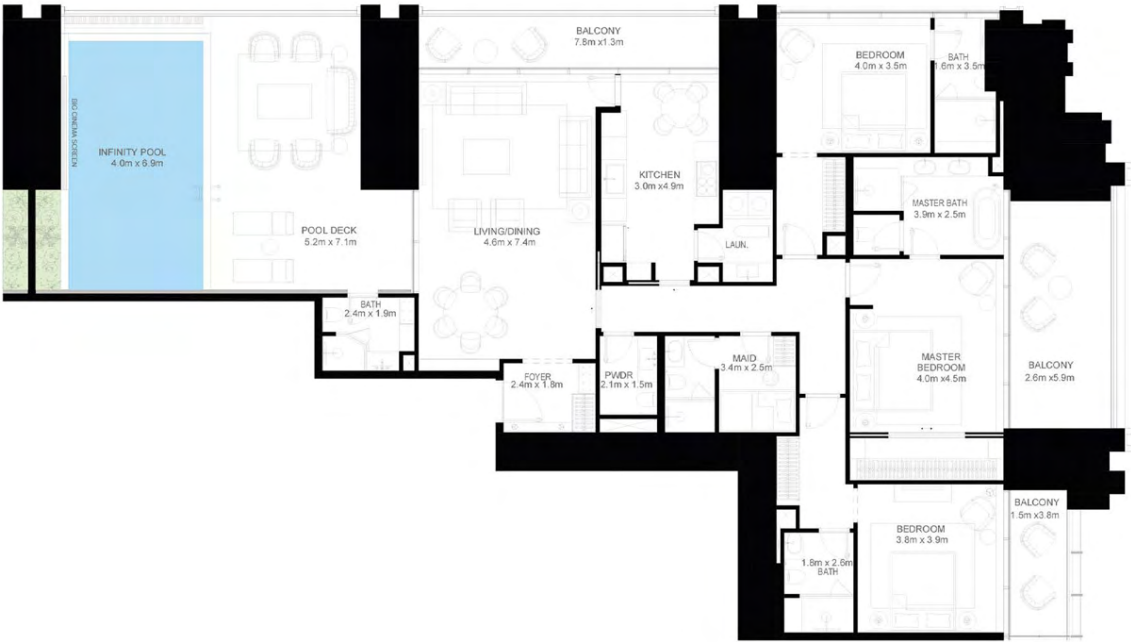 BALCONY
7.8m x1.3m
BEDROOM
4.0m x 3.5m
BATH
1.6m x 3.5m
BIG CINEMA SCREEN
INFINITY POOL
4.0m x 6.9m
KITCHEN
3.0m x4.9m
MASTER BATH
3.9m x 2.5m
POOL DECK
5.2m x 7.1m
LIVING/DINING
4.6m x 7.4m
LAUN.
BATH
2.4m x 1.9m
FOYER
2.4m x 1.8m
PWDR
2.1m x 1.5m
MAID
3.4m x 2.5m
MASTER
BEDROOM
4.0m x4.5m
BALCONY
2.6m x5.9m
BALCONY
1.5m x3.8m
BEDROOM
3.8m x 3.9m
1.8m x 2.6m
BATH